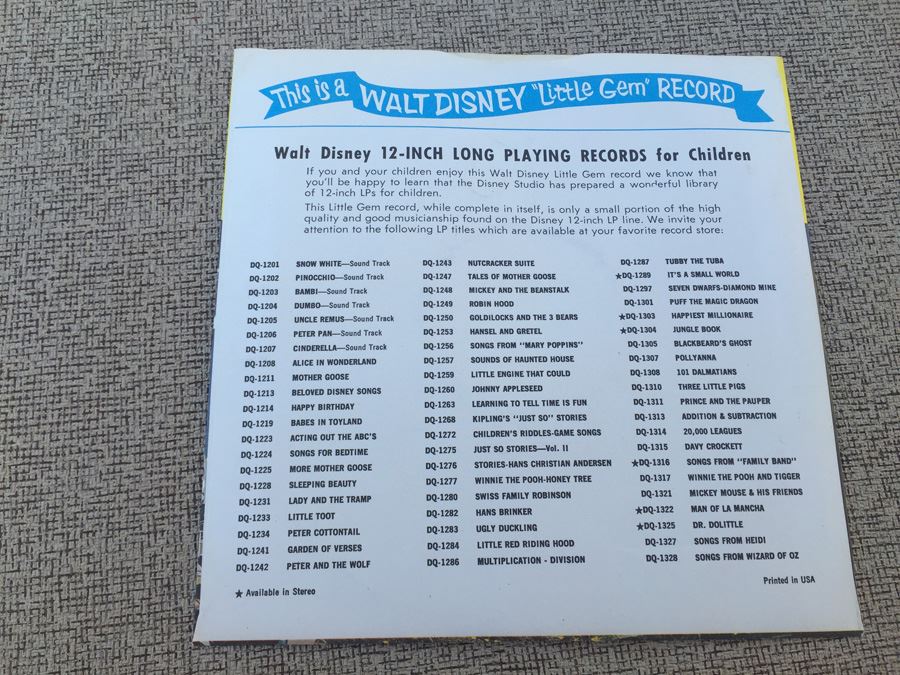 This is a WALT DISNEY "Little Gem" RECORD
Walt Disney 12-INCH LONG PLAYING RECORDS for Children
If you and your children enjoy this Walt Disney Little Gem record we know that
you'll be happy to learn that the Disney Studio has prepared a wonderful library
of 12-inch LPs for children.
This Little Gem record, while complete in itself, is only a small portion of the high
quality and good musicianship found on the Disney 12-inch LP line. We invite your
attention to the following LP titles which are available at your favorite record store:
DQ-1201 SNOW WHITE—Sound Track
DQ-1202 PINOCCHIO—Sound Track
DQ-1203 BAMBI—Sound Track
DQ-1204 DUMBO—Sound Track
DQ-1205 UNCLE REMUS—Sound Track
DQ-1206 PETER PAN—Sound Track
DQ-1207 CINDERELLA—Sound Track
DQ-1208 ALICE IN WONDERLAND
DQ-1211 MOTHER GOOSE
DQ-1213 BELOVED DISNEY SONGS
DQ-1214 HAPPY BIRTHDAY
DQ-1219 BABES IN TOYLAND
DQ-1223 ACTING OUT THE ABC'S
DQ-1224 SONGS FOR BEDTIME
DQ-1225 MORE MOTHER GOOSE
DQ-1228 SLEEPING BEAUTY
DQ-1231 LADY AND THE TRAMP
DQ-1233 LITTLE TOOT
DQ-1234 PETER COTTONTAIL
DQ-1241 GARDEN OF VERSES
DQ-1242 PETER AND THE WOLF
DQ-1243 NUTCRACKER SUITE
DQ-1247 TALES OF MOTHER GOOSE
DQ-1248 MICKEY AND THE BEANSTALK
DQ-1249 ROBIN HOOD
DQ-1250 GOLDILOCKS AND THE 3 BEARS
DQ-1253 HANSEL AND GRETEL
DQ-1256 SONGS FROM "MARY POPPINS"
DQ-1257 SOUNDS OF HAUNTED HOUSE
DQ-1259 LITTLE ENGINE THAT COULD
DQ-1260 JOHNNY APPLESEED
DQ-1263 LEARNING TO TELL TIME IS FUN
DQ-1268 KIPLING'S "JUST SO" STORIES
DQ-1272 CHILDREN'S RIDDLES-GAME SONGS
DQ-1275 JUST SO STORIES—Vol. II
DQ-1276 STORIES-HANS CHRISTIAN ANDERSEN
DQ-1277 WINNIE THE POOH-HONEY TREE
DQ-1280 SWISS FAMILY ROBINSON
DQ-1282 HANS BRINKER
DQ-1283 UGLY DUCKLING
DQ-1284 LITTLE RED RIDING HOOD
DQ-1286 MULTIPLICATION - DIVISION
DQ-1287 TUBBY THE TUBA
★DQ-1289 IT'S A SMALL WORLD
DQ-1297 SEVEN DWARFS-DIAMOND MINE
DQ-1301 PUFF THE MAGIC DRAGON
★DQ-1303 HAPPIEST MILLIONAIRE
★DQ-1304 JUNGLE BOOK
DQ-1305 BLACKBEARD'S GHOST
DQ-1307 POLLYANNA
DQ-1308 101 DALMATIANS
DQ-1310 THREE LITTLE PIGS
DQ-1311 PRINCE AND THE PAUPER
DQ-1313 ADDITION & SUBTRACTION
DQ-1314 20,000 LEAGUES
DQ-1315 DAVY CROCKETT
★DQ-1316 SONGS FROM "FAMILY BAND"
DQ-1317 WINNIE THE POOH AND TIGGER
DQ-1321 MICKEY MOUSE & HIS FRIENDS
★DQ-1322 MAN OF LA MANCHA
★DQ-1325 DR. DOLITTLE
DQ-1327 SONGS FROM HEIDI
DQ-1328 SONGS FROM WIZARD OF OZ
★ Available in Stereo
Printed in USA